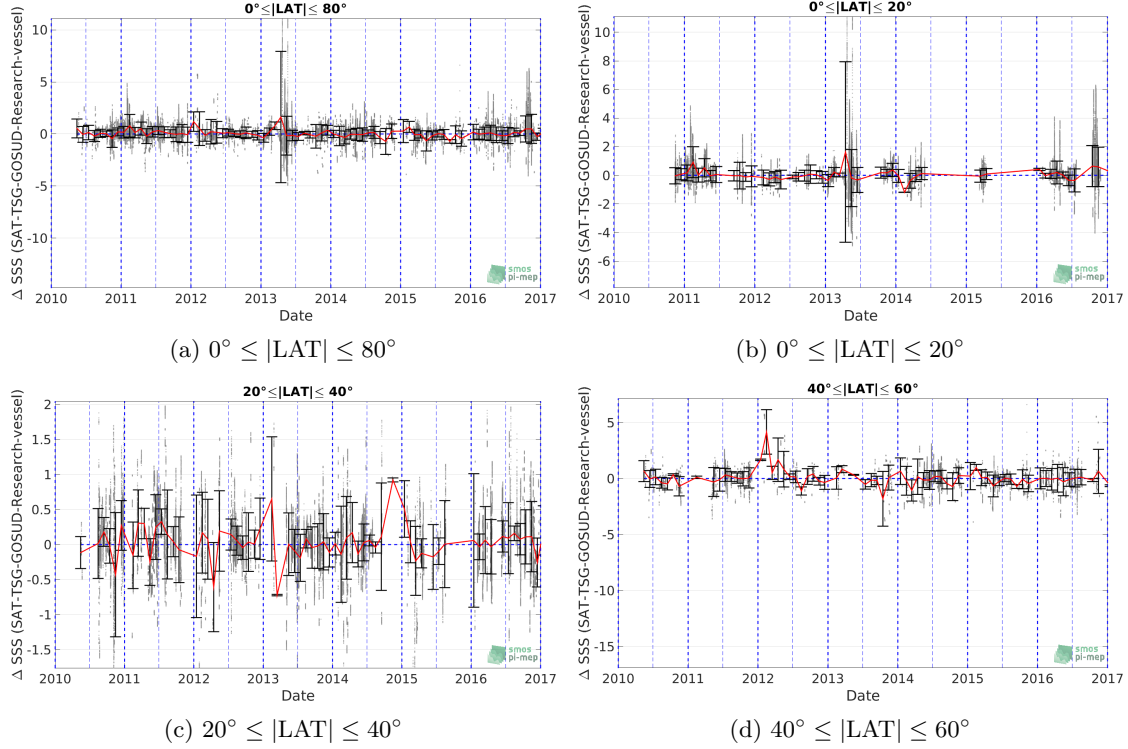 0°≤|LAT|≤ 80°
Δ SSS (SAT-TSG-GOSUD-Research-vessel)
10
5
0
-5
-10
2010 2011 2012 2013 2014 2015 2016 2017
Date
smos
pi-mep
(a) 0° ≤ |LAT| ≤ 80°
0°≤|LAT|≤ 20°
Δ SSS (SAT-TSG-GOSUD-Research-vessel)
10
8
6
4
2
0
-2
-4
-6
2010 2011 2012 2013 2014 2015 2016 2017
Date
smos
pi-mep
(b) 0° ≤ |LAT| ≤ 20°
20°≤|LAT|≤ 40°
Δ SSS (SAT-TSG-GOSUD-Research-vessel)
2
1.5
1
0.5
0
-0.5
-1
-1.5
2010 2011 2012 2013 2014 2015 2016 2017
Date
smos
pi-mep
(c) 20° ≤ |LAT| ≤ 40°
40°≤|LAT|≤ 60°
Δ SSS (SAT-TSG-GOSUD-Research-vessel)
5
0
-5
-10
-15
2010 2011 2012 2013 2014 2015 2016 2017
Date
smos
pi-mep
(d) 40° ≤ |LAT| ≤ 60°